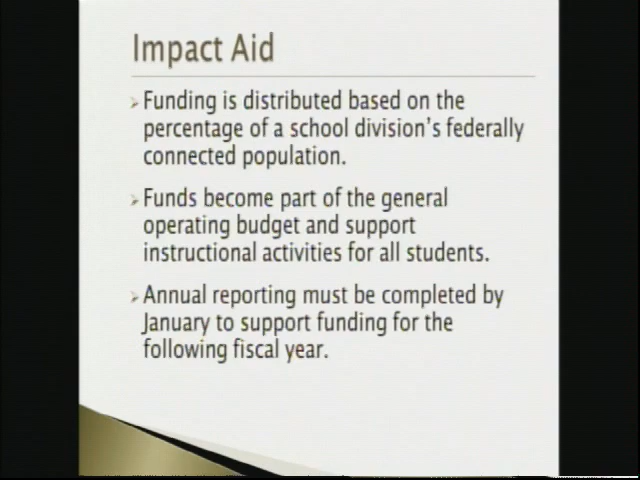 Impact Aid
Funding is distributed based on the
percentage of a school division's federally
connected population.
Funds become part of the general
operating budget and support
instructional activities for all students.
Annual reporting must be completed by
January to support funding for the
following fiscal year.